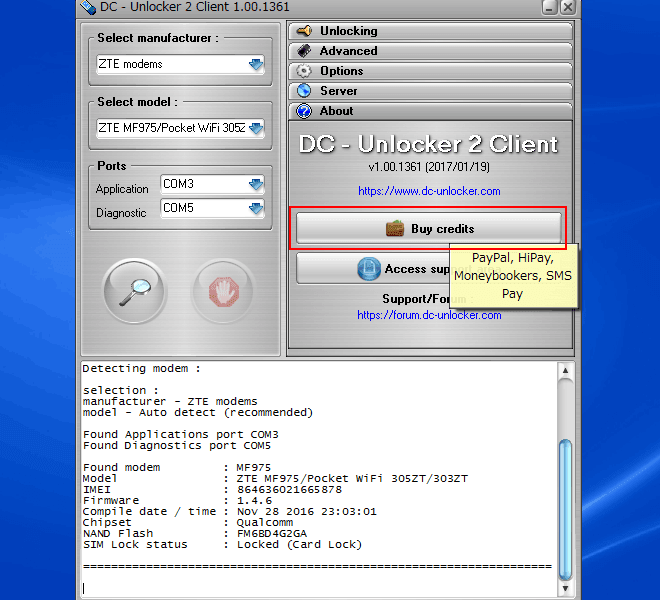 DC - Unlocker 2 Client 1.00.1361
Select manufacturer :
ZTE modems
Select model :
ZTE MF975/Pocket WiFi 305Z
Ports
Application COM3
Diagnostic COM5
Unlocking
Advanced
Options
Server
About
DC - Unlocker 2 Client
v1.00.1361 (2017/01/19)
https://www.dc-unlocker.com
Buy credits
PayPal, HiPay,
Moneybookers, SMS
Pay
Access sup
Support/Forum :
https://forum.dc-unlocker.com
Detecting modem :
selection :
manufacturer - ZTE modems
model - Auto detect (recommended)
Found Applications port COM3
Found Diagnostics port COM5
Found modem : MF975
Model : ZTE MF975/Pocket WiFi 305ZT/303ZT
IMEI : 864636021665878
Firmware : 1.4.6
Compile date / time : Nov 28 2016 23:03:01
Chipset : Qualcomm
NAND Flash : FM6BD4G2GA
SIM Lock status : Locked (Card Lock)
===================================================================